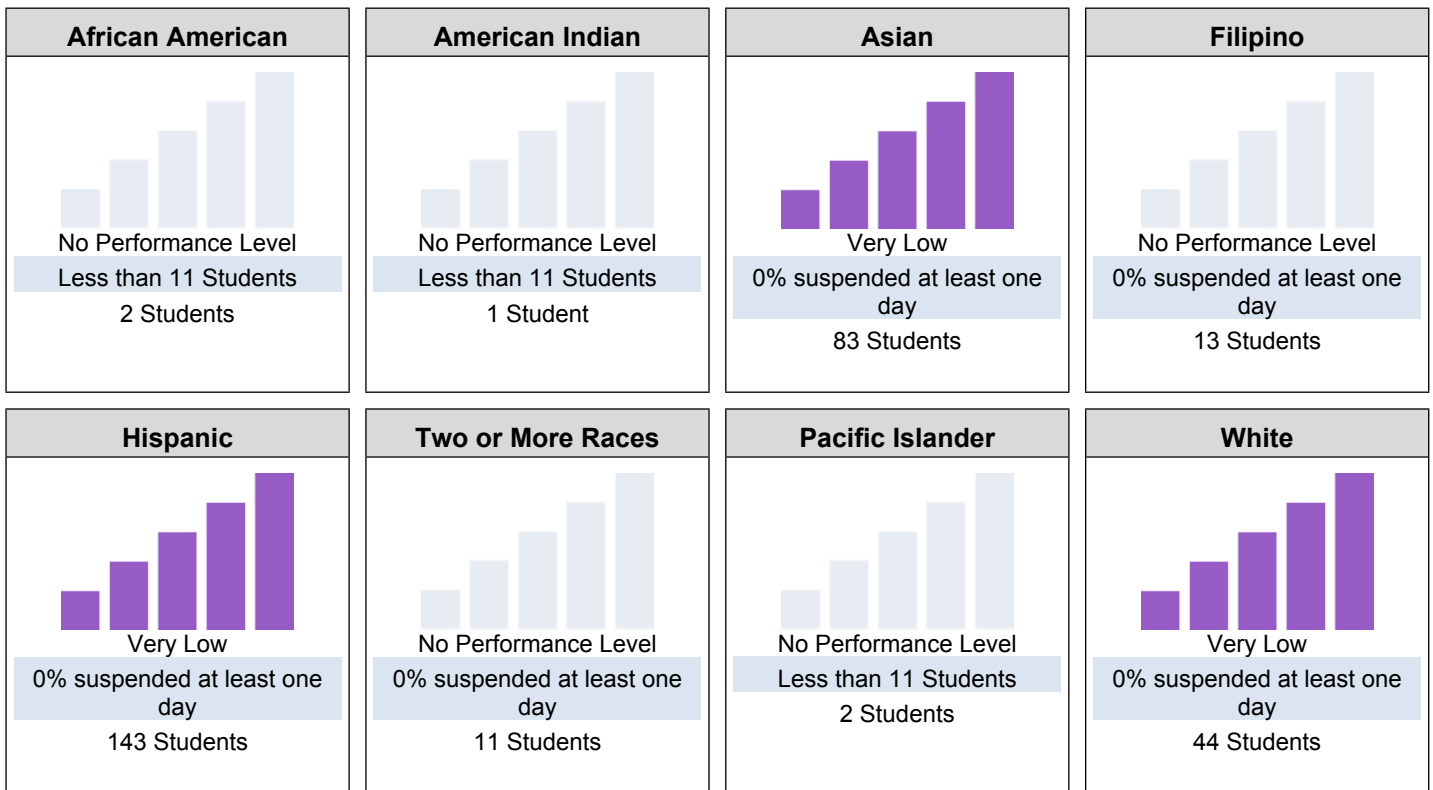 African American
No Performance Level
Less than 11 Students
2 Students
American Indian
No Performance Level
Less than 11 Students
1 Student
Asian
Very Low
0% suspended at least one
day
83 Students
Filipino
No Performance Level
0% suspended at least one
day
13 Students
Hispanic
Very Low
0% suspended at least one
day
143 Students
Two or More Races
No Performance Level
0% suspended at least one
day
11 Students
Pacific Islander
No Performance Level
Less than 11 Students
2 Students
White
Very Low
0% suspended at least one
day
44 Students